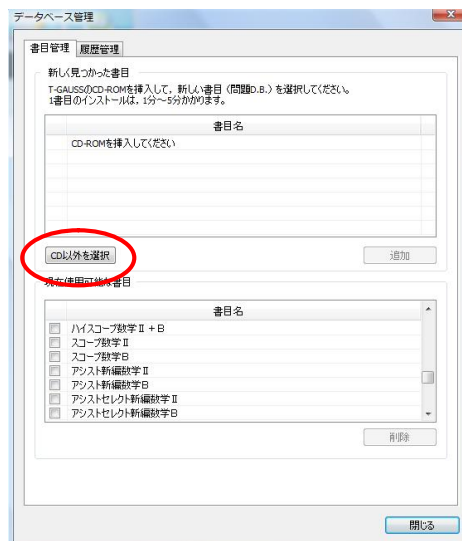 データベース管理
書目管理 履歴管理
新しく見つかった書目
T-GAUSSのCD-ROMを挿入して，新しい書目（問題D.B.）を選択してください。
1書目のインストールは，1分～5分かかります。
書目名
CD-ROMを挿入してください
CD以外を選択 追加
現在使用可能な書目
書目名
ハイスコープ数学Ⅱ＋B
スコープ数学Ⅱ
スコープ数学B
アシスト新編数学Ⅱ
アシスト新編数学B
アシストセレクト新編数学Ⅱ
アシストセレクト新編数学B
削除
閉じる